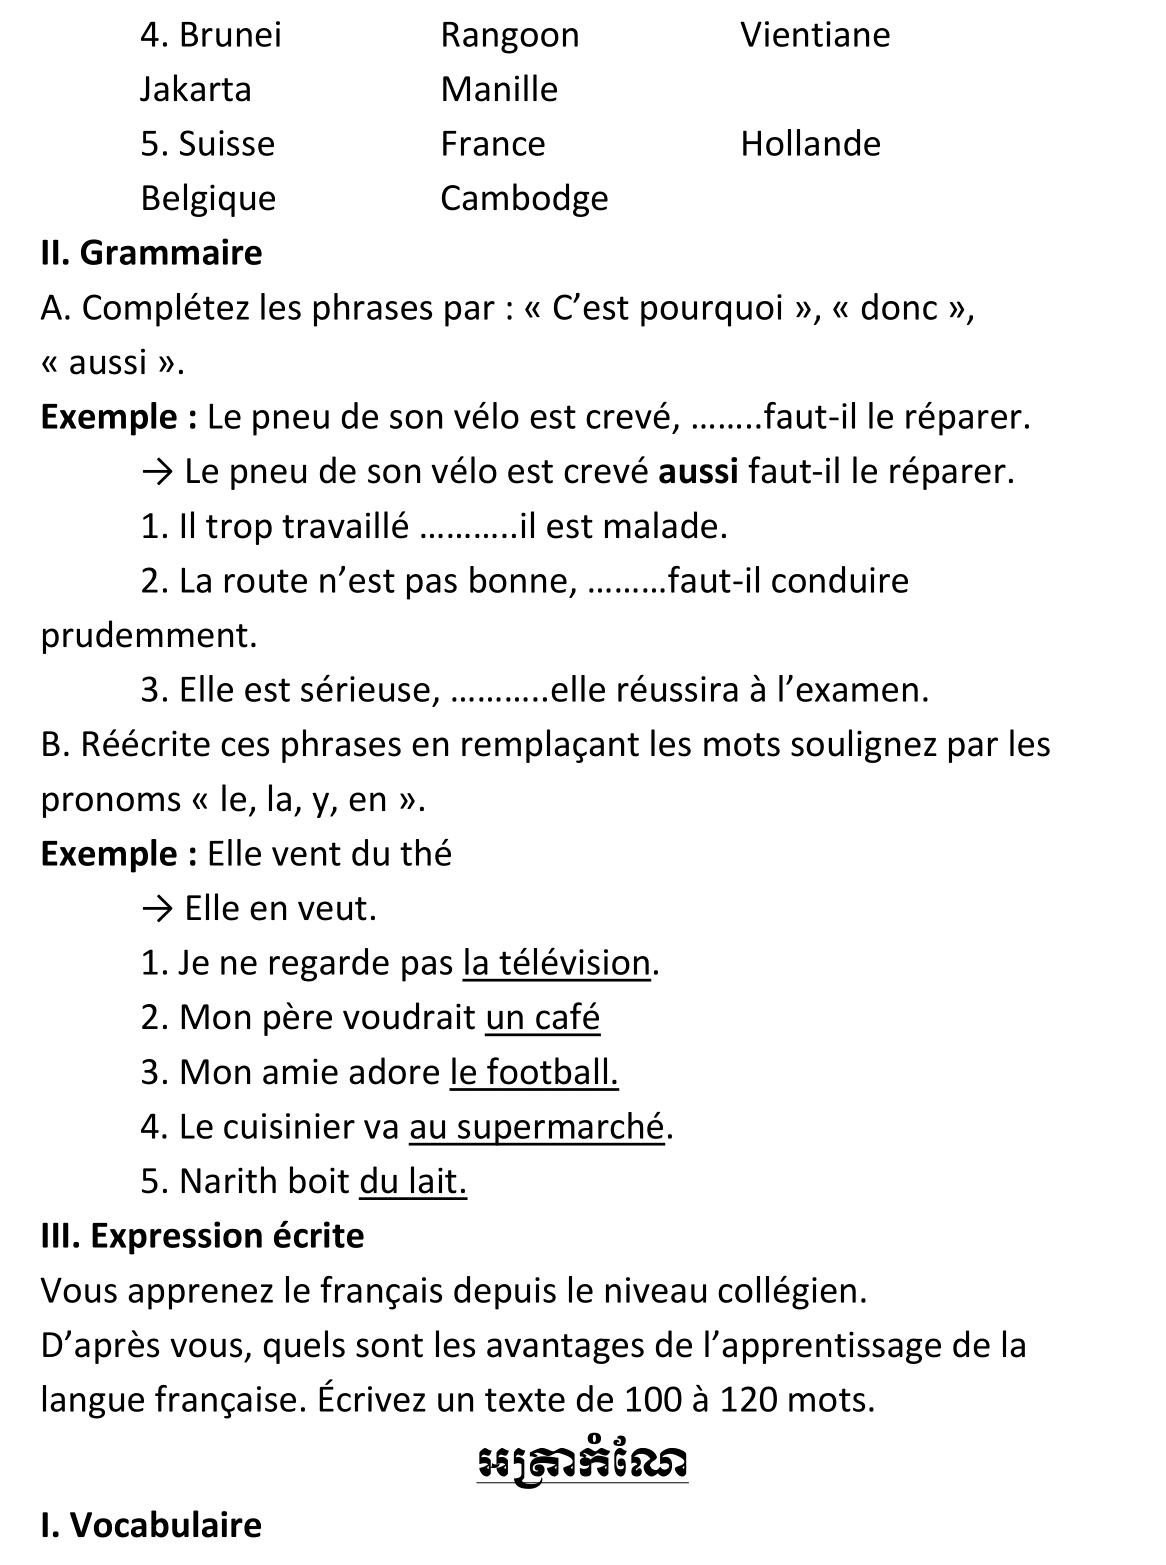 4. Brunei Rangoon Vientiane
Jakarta Manille
5. Suisse France Hollande
Belgique Cambodge
II. Grammaire
A. Complétez les phrases par : « C’est pourquoi », « donc »,
« aussi ».
Exemple : Le pneu de son vélo est crevé, ……..faut-il le réparer.
→ Le pneu de son vélo est crevé aussi faut-il le réparer.
1. Il trop travaillé ………..il est malade.
2. La route n’est pas bonne, ………faut-il conduire
prudemment.
3. Elle est sérieuse, ………..elle réussira à l’examen.
B. Réécrite ces phrases en remplaçant les mots soulignez par les
pronoms « le, la, y, en ».
Exemple : Elle vent du thé
→ Elle en veut.
1. Je ne regarde pas la télévision.
2. Mon père voudrait un café
3. Mon amie adore le football.
4. Le cuisinier va au supermarché.
5. Narith boit du lait.
III. Expression écrite
Vous apprenez le français depuis le niveau collégien.
D’après vous, quels sont les avantages de l’apprentissage de la
langue française. Écrivez un texte de 100 à 120 mots.
អត្រាកំណែ
I. Vocabulaire